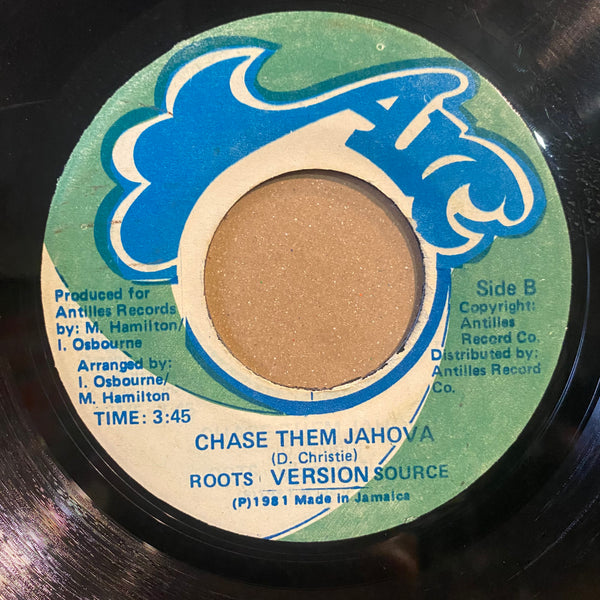 ARC
Side B
Produced for
Antilles Records
by: M. Hamilton/
I. Osbourne
Arranged by:
I. Osbourne/
M. Hamilton
TIME: 3:45
Copyright:
Antilles
Record Co.
Distributed by:
Antilles Record
Co.
CHASE THEM JAHOVA
(D. Christie)
ROOTS VERSION SOURCE
(P)1981 Made in Jamaica